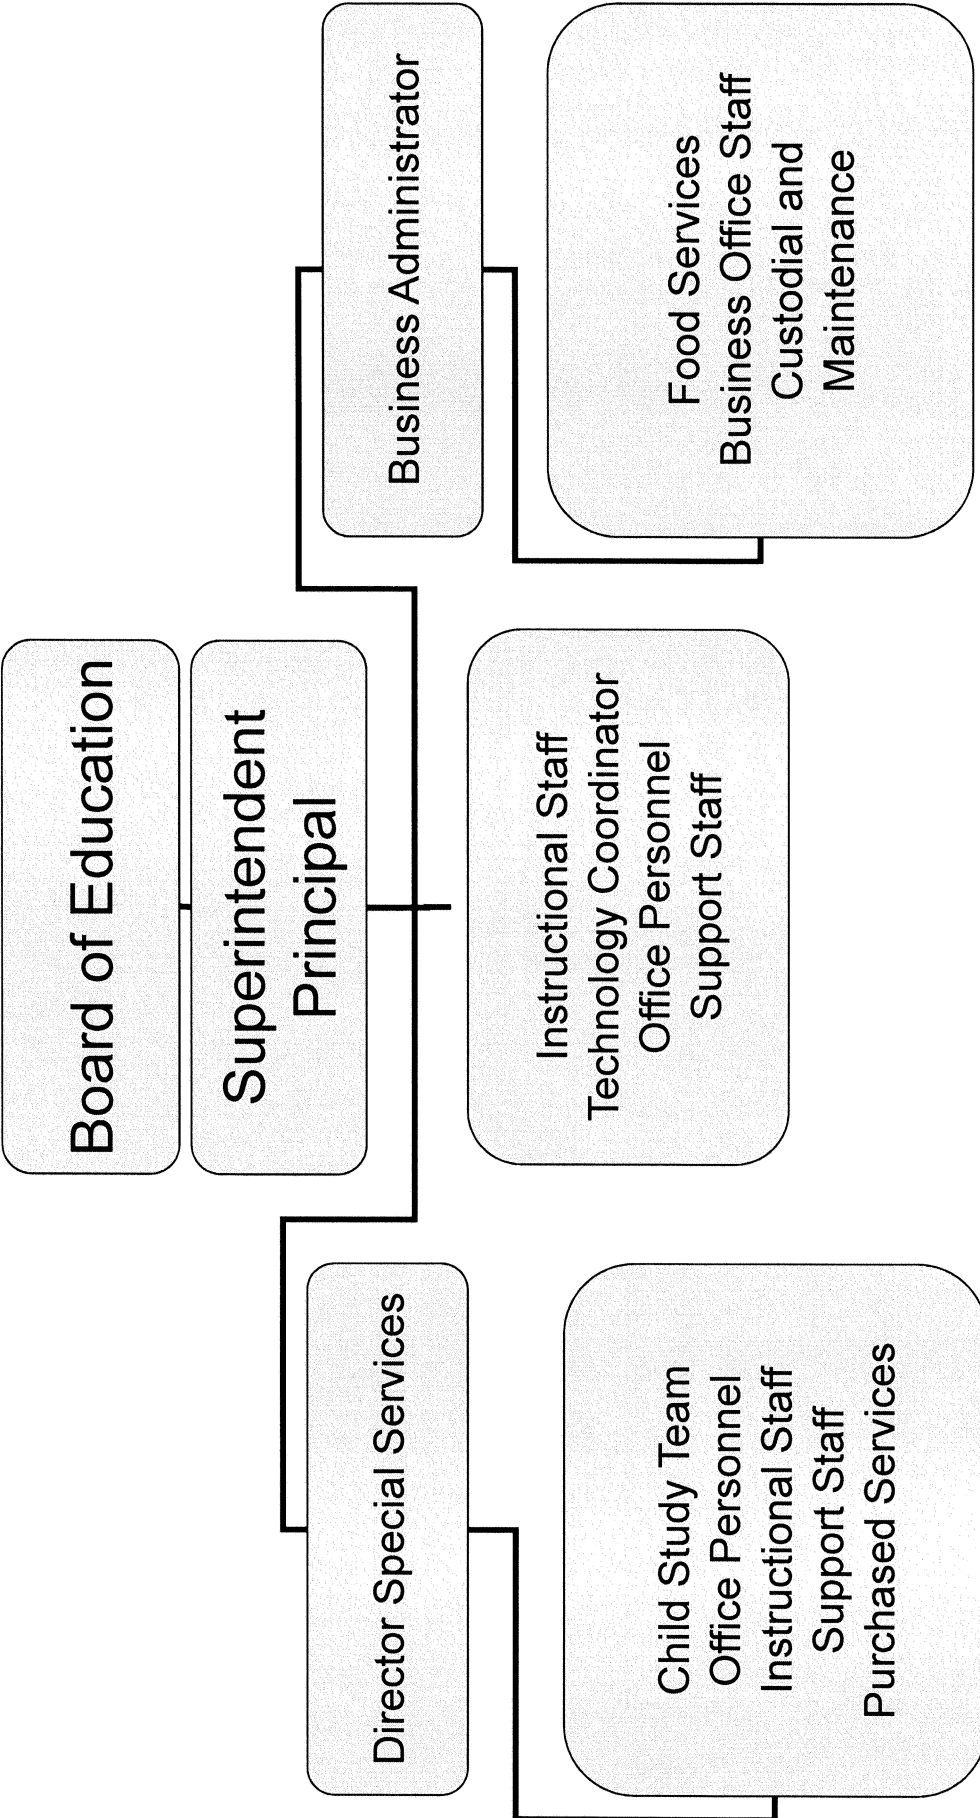 Board of Education
Superintendent
Principal
Director Special Services
Business Administrator
Child Study Team
Office Personnel
Instructional Staff
Support Staff
Purchased Services
Instructional Staff
Technology Coordinator
Office Personnel
Support Staff
Food Services
Business Office Staff
Custodial and
Maintenance